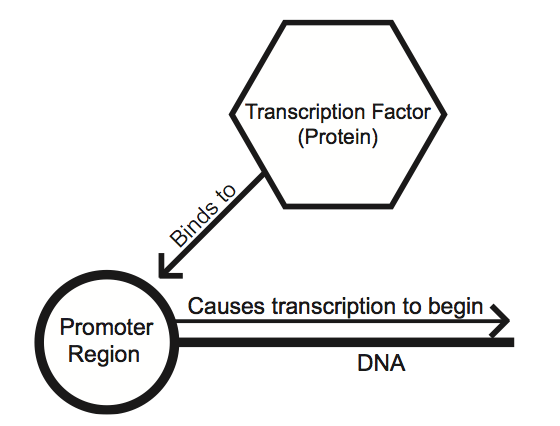 Transcription Factor
(Protein)
Binds to
Causes transcription to begin
Promoter
Region
DNA